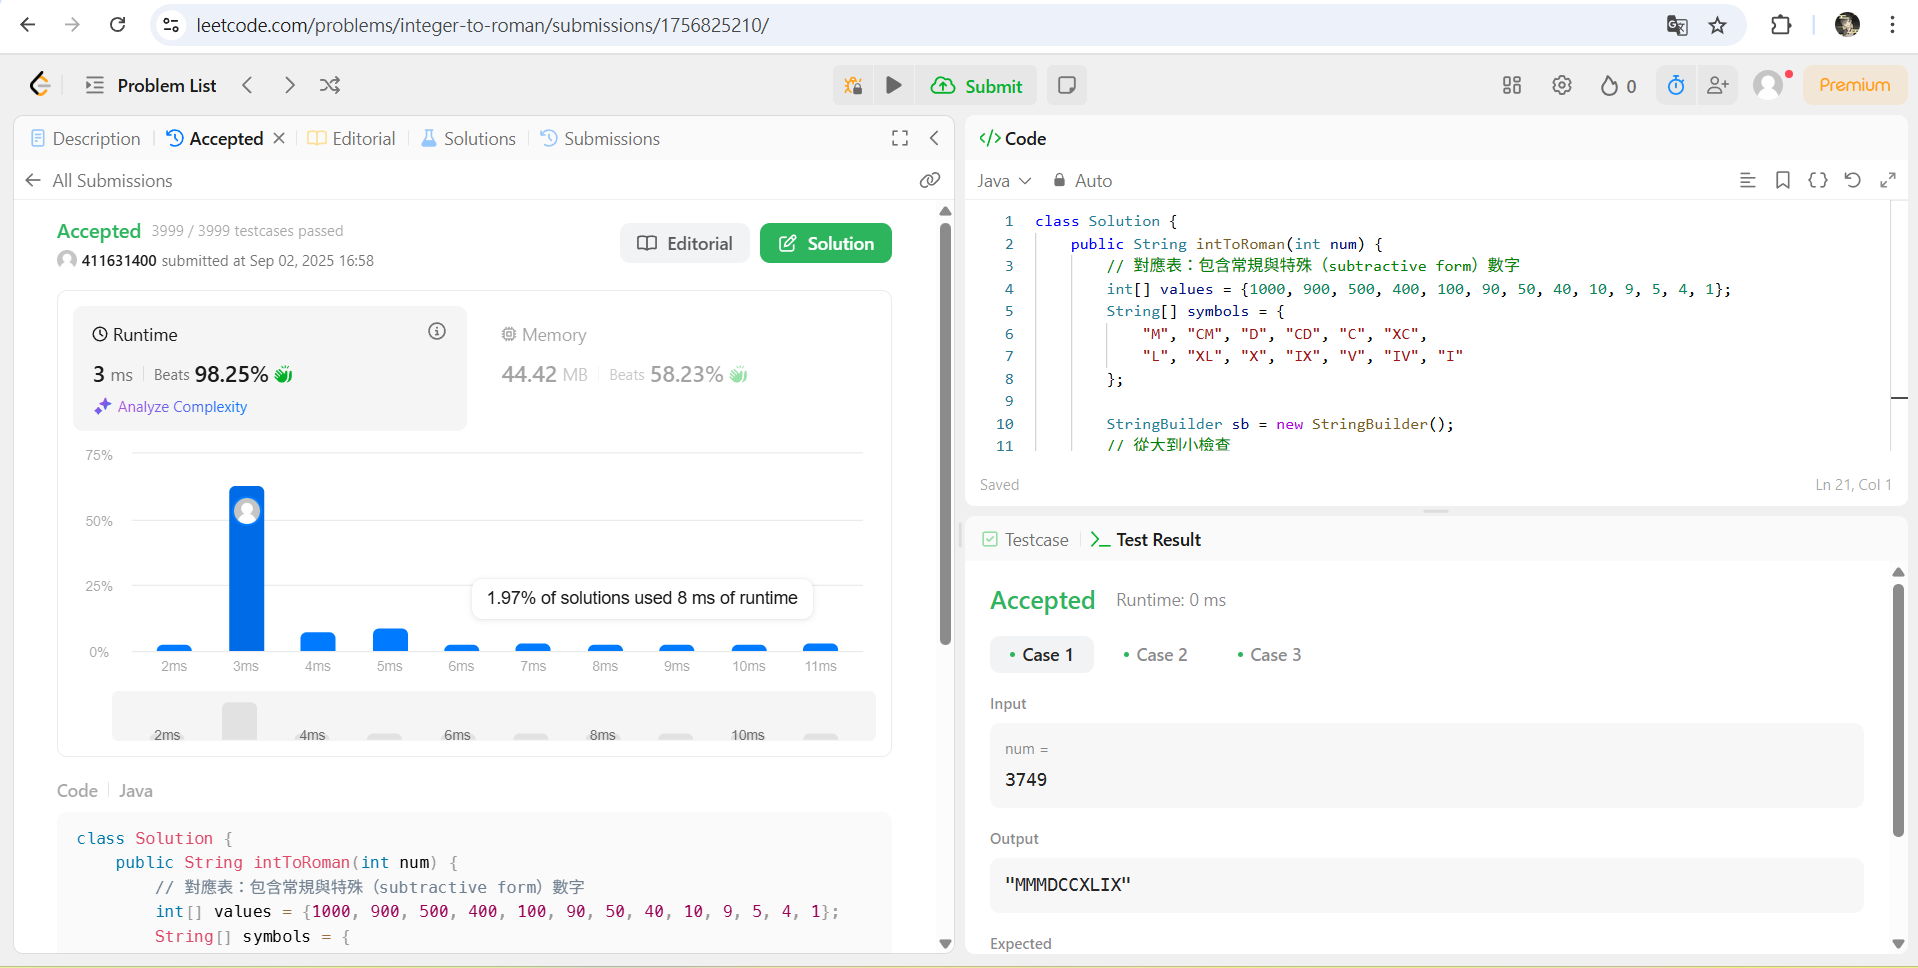 leetcode.com/problems/integer-to-roman/submissions/1756825210/
Problem List
Submit
0
Premium
Description
Accepted
Editorial
Solutions
Submissions
All Submissions
Accepted 3999 / 3999 testcases passed
411631400 submitted at Sep 02, 2025 16:58
Editorial
Solution
Runtime
3 ms Beats 98.25%
Analyze Complexity
Memory
44.42 MB Beats 58.23%
75%
50%
25%
0%
1.97% of solutions used 8 ms of runtime
2ms 3ms 4ms 5ms 6ms 7ms 8ms 9ms 10ms 11ms
2ms 4ms 6ms 8ms 10ms
Code Java
class Solution {
public String intToRoman(int num) {
// 對應表：包含常規與特殊（subtractive form）數字
int[] values = {1000, 900, 500, 400, 100, 90, 50, 40, 10, 9, 5, 4, 1};
String[] symbols = {
</> Code
Java Auto
1 class Solution {
2 public String intToRoman(int num) {
3 // 對應表：包含常規與特殊（subtractive form）數字
4 int[] values = {1000, 900, 500, 400, 100, 90, 50, 40, 10, 9, 5, 4, 1};
5 String[] symbols = {
6 "M", "CM", "D", "CD", "C", "XC",
7 "L", "XL", "X", "IX", "V", "IV", "I"
8 };
9
10 StringBuilder sb = new StringBuilder();
11 // 從大到小檢查
Saved
Ln 21, Col 1
Testcase
Test Result
Accepted Runtime: 0 ms
Case 1
Case 2
Case 3
Input
num =
3749
Output
"MMMDCCXLIX"
Expected